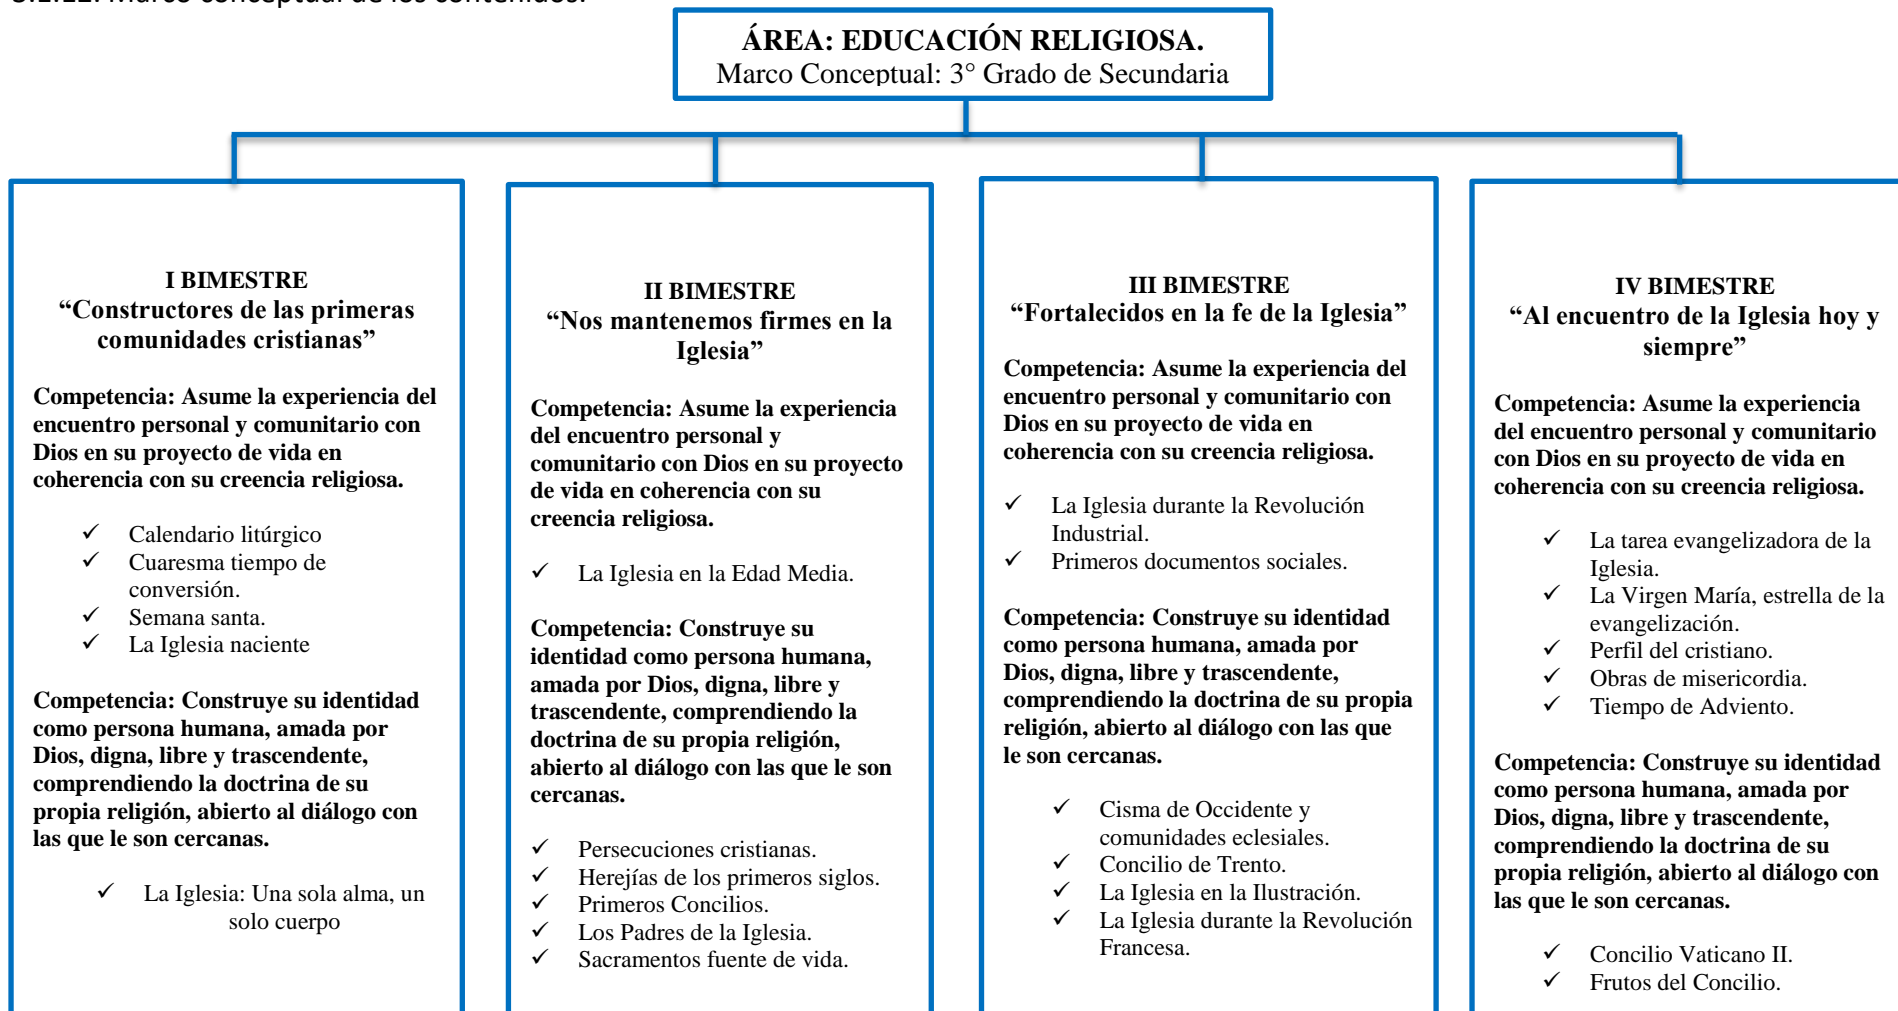 3.1.11. Marco conceptual de los contenidos.
ÁREA: EDUCACIÓN RELIGIOSA.
Marco Conceptual: 3° Grado de Secundaria
I BIMESTRE
“Constructores de las primeras
comunidades cristianas”
Competencia: Asume la experiencia del
encuentro personal y comunitario con
Dios en su proyecto de vida en
coherencia con su creencia religiosa.
✓ Calendario litúrgico
✓ Cuaresma tiempo de
conversión.
✓ Semana santa.
✓ La Iglesia naciente
Competencia: Construye su identidad
como persona humana, amada por
Dios, digna, libre y trascendente,
comprendiendo la doctrina de su
propia religión, abierto al diálogo con
las que le son cercanas.
✓ La Iglesia: Una sola alma, un
solo cuerpo
II BIMESTRE
“Nos mantenemos firmes en la
Iglesia”
Competencia: Asume la experiencia
del encuentro personal y
comunitario con Dios en su proyecto
de vida en coherencia con su
creencia religiosa.
✓ La Iglesia en la Edad Media.
Competencia: Construye su
identidad como persona humana,
amada por Dios, digna, libre y
trascendente, comprendiendo la
doctrina de su propia religión,
abierto al diálogo con las que le son
cercanas.
✓ Persecuciones cristianas.
✓ Herejías de los primeros siglos.
✓ Primeros Concilios.
✓ Los Padres de la Iglesia.
✓ Sacramentos fuente de vida.
III BIMESTRE
“Fortalecidos en la fe de la Iglesia”
Competencia: Asume la experiencia del
encuentro personal y comunitario con
Dios en su proyecto de vida en
coherencia con su creencia religiosa.
✓ La Iglesia durante la Revolución
Industrial.
✓ Primeros documentos sociales.
Competencia: Construye su identidad
como persona humana, amada por
Dios, digna, libre y trascendente,
comprendiendo la doctrina de su propia
religión, abierto al diálogo con las que
le son cercanas.
✓ Cisma de Occidente y
comunidades eclesiales.
✓ Concilio de Trento.
✓ La Iglesia en la Ilustración.
✓ La Iglesia durante la Revolución
Francesa.
IV BIMESTRE
“Al encuentro de la Iglesia hoy y
siempre”
Competencia: Asume la experiencia
del encuentro personal y comunitario
con Dios en su proyecto de vida en
coherencia con su creencia religiosa.
✓ La tarea evangelizadora de la
Iglesia.
✓ La Virgen María, estrella de la
evangelización.
✓ Perfil del cristiano.
✓ Obras de misericordia.
✓ Tiempo de Adviento.
Competencia: Construye su identidad
como persona humana, amada por
Dios, digna, libre y trascendente,
comprendiendo la doctrina de su
propia religión, abierto al diálogo con
las que le son cercanas.
✓ Concilio Vaticano II.
✓ Frutos del Concilio.